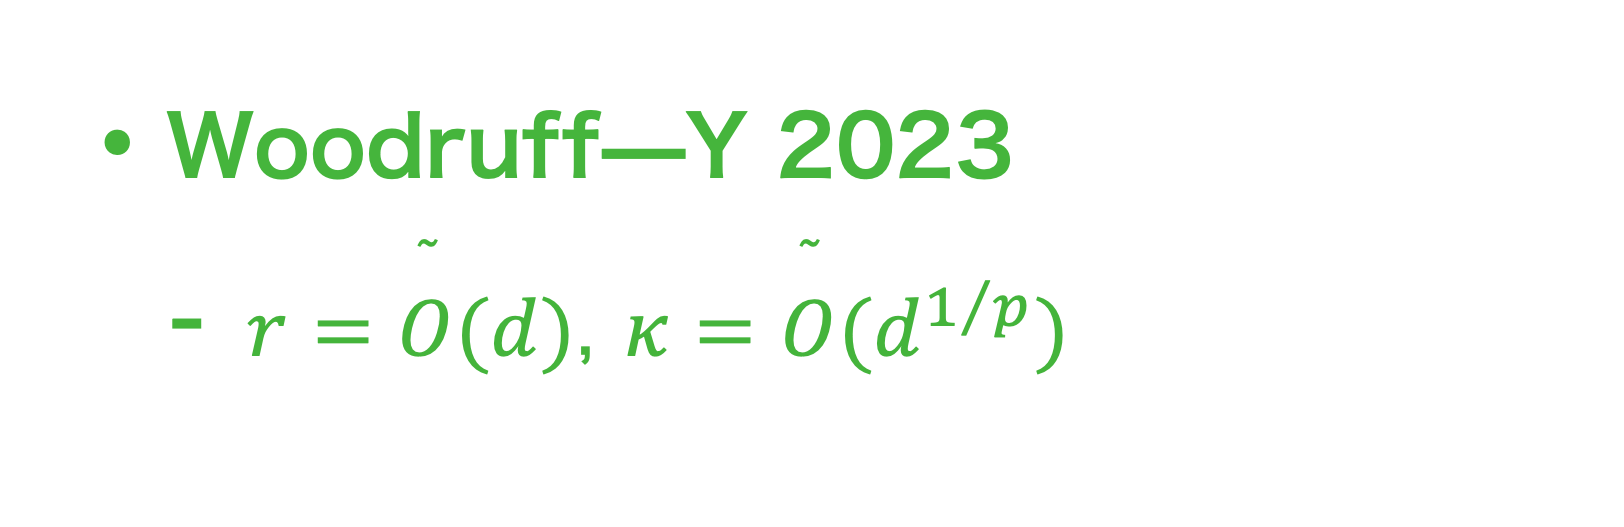 • Woodruff—Y 2023
- r = Õ(d), κ = Õ(d^{1/p})